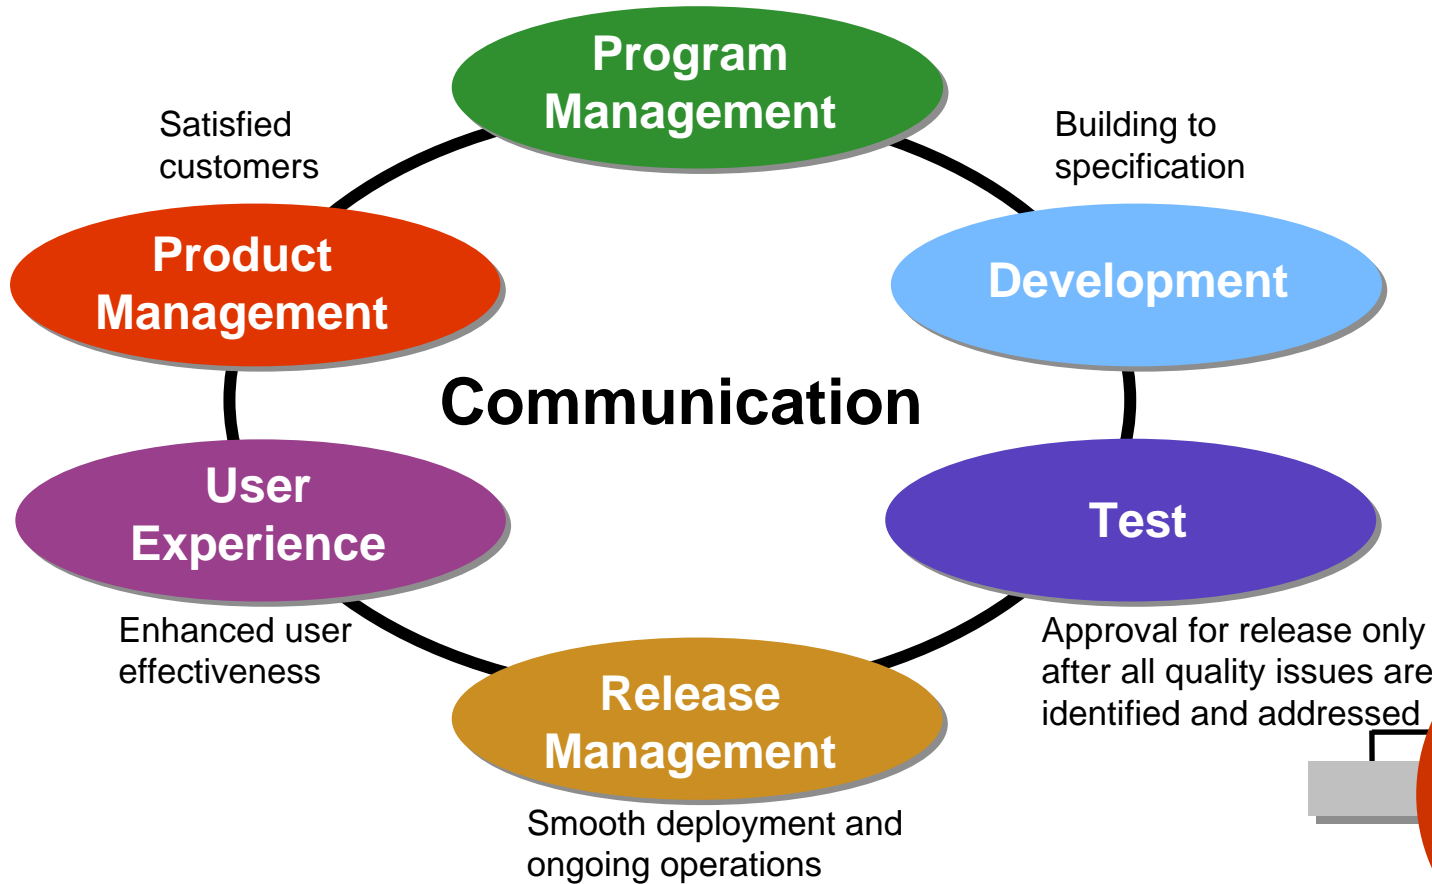 Program
Management
Satisfied
customers
Building to
specification
Product
Management
Development
Communication
User
Experience
Test
Enhanced user
effectiveness
Approval for release only
after all quality issues are
identified and addressed
Release
Management
Smooth deployment and
ongoing operations